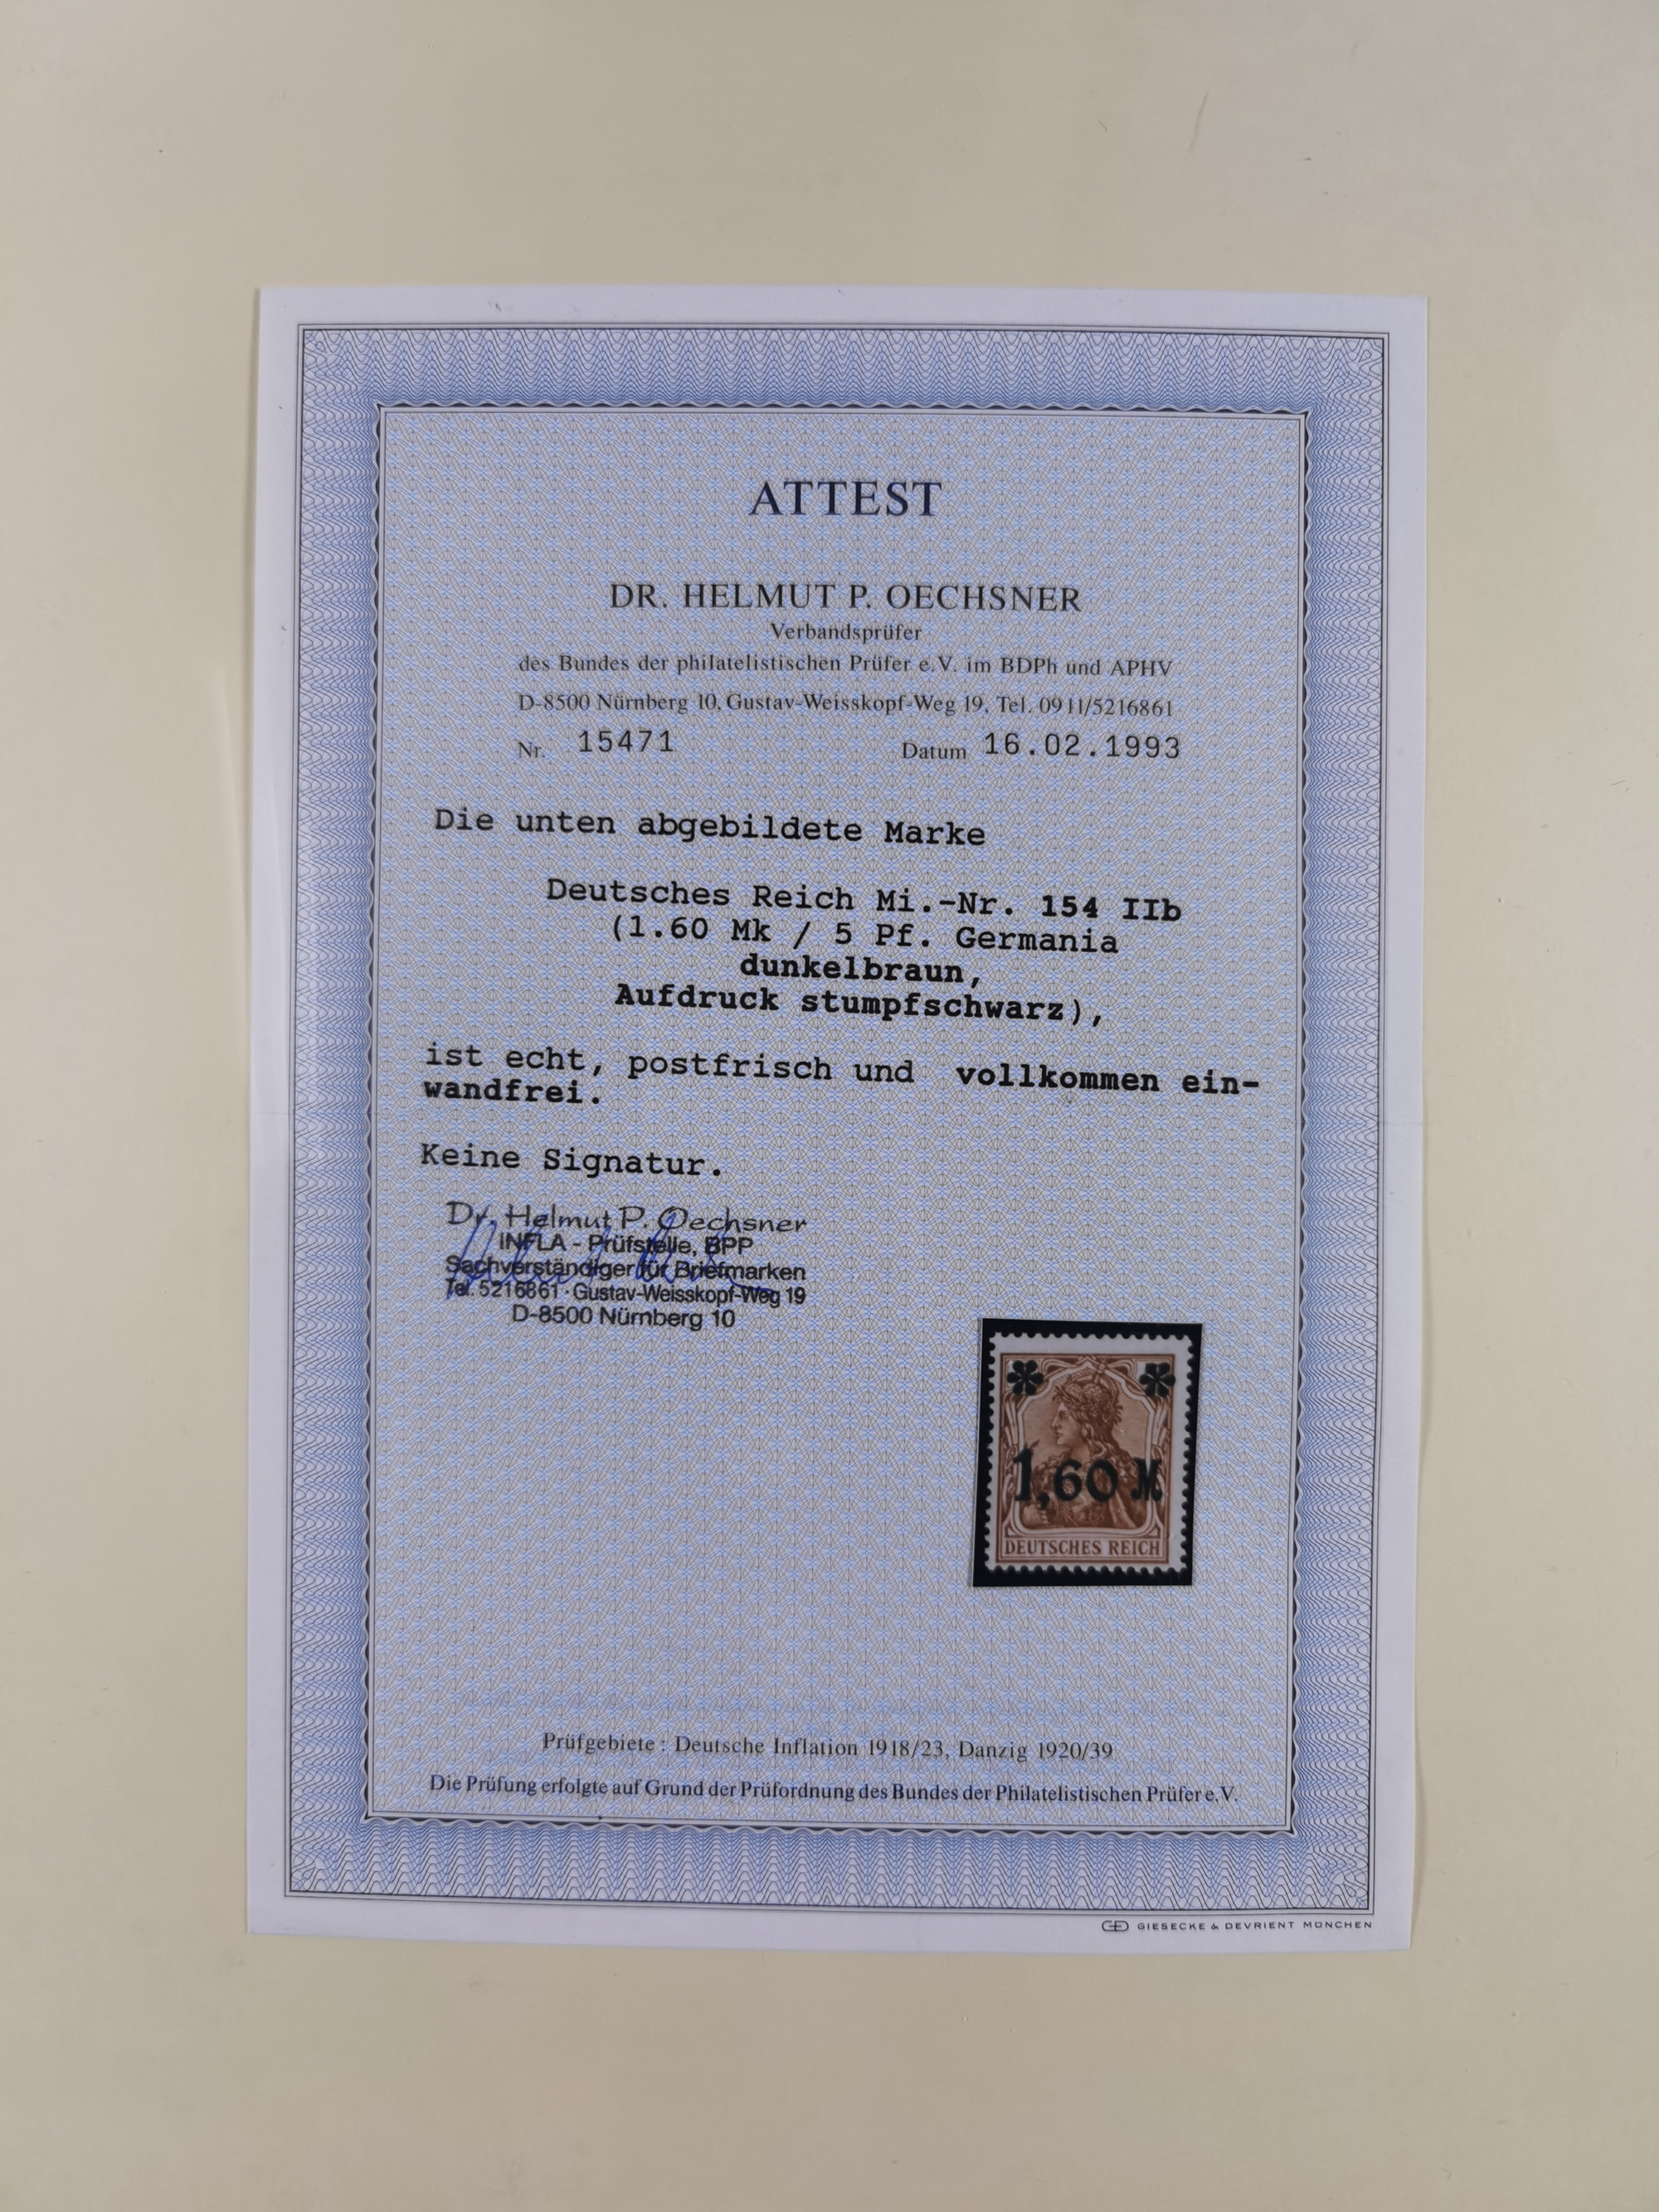 ATTEST
DR. HELMUT P. OECHSNER
Verbandsprüfer
des Bundes der philatelistischen Prüfer e.V. im BDPh und APHV
D-8500 Nürnberg 10, Gustav-Weisskopf-Weg 19, Tel. 0911/5216861
Nr. 15471 Datum 16.02.1993
Die unten abgebildete Marke
Deutsches Reich Mi.-Nr. 154 IIb
(1.60 Mk / 5 Pf. Germania
dunkelbraun,
Aufdruck stumpfschwarz),
ist echt, postfrisch und vollkommen ein-
wandfrei.
Keine Signatur.
Dr. Helmut P. Oechsner
INFLA - Prüfstelle, BPP
Sachverständiger für Briefmarken
Tel. 5216861 · Gustav-Weisskopf-Weg 19
D-8500 Nürnberg 10
1,60 M
DEUTSCHES REICH
Prüfgebiete: Deutsche Inflation 1918/23, Danzig 1920/39
Die Prüfung erfolgte auf Grund der Prüfordnung des Bundes der Philatelistischen Prüfer e.V.
GIESECKE & DEVRIENT MÜNCHEN